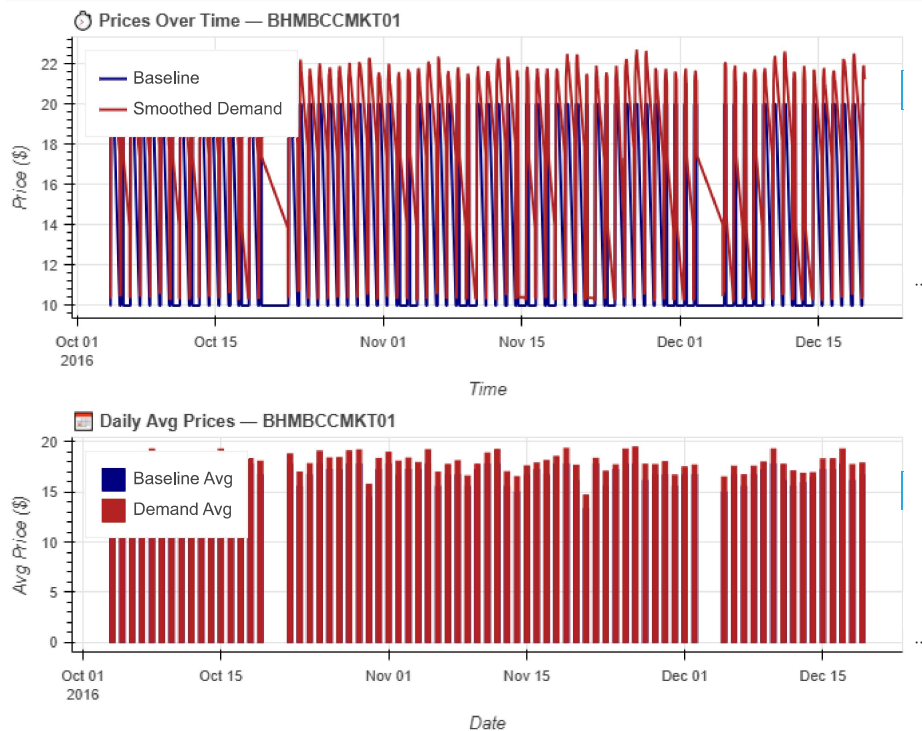 Prices Over Time — BHMBCCMKT01
Baseline
Smoothed Demand
Price ($)
22
20
18
16
14
12
10
Oct 01
2016
Oct 15
Nov 01
Nov 15
Dec 01
Dec 15
Time
Daily Avg Prices — BHMBCCMKT01
Baseline Avg
Demand Avg
Avg Price ($)
20
15
10
5
0
Oct 01
2016
Oct 15
Nov 01
Nov 15
Dec 01
Dec 15
Date